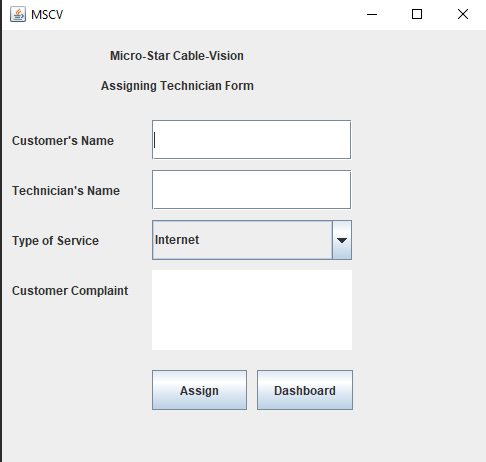 MSCV
Micro-Star Cable-Vision
Assigning Technician Form
Customer's Name
Technician's Name
Type of Service
Internet
Customer Complaint
Assign
Dashboard